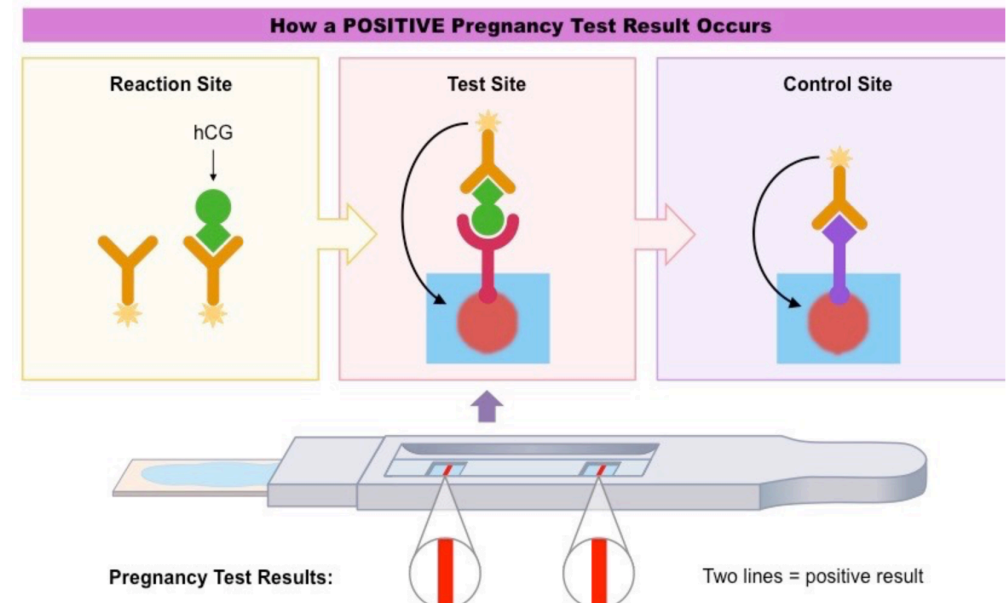 How a POSITIVE Pregnancy Test Result Occurs
Reaction Site
Test Site
Control Site
hCG
Pregnancy Test Results:
Two lines = positive result